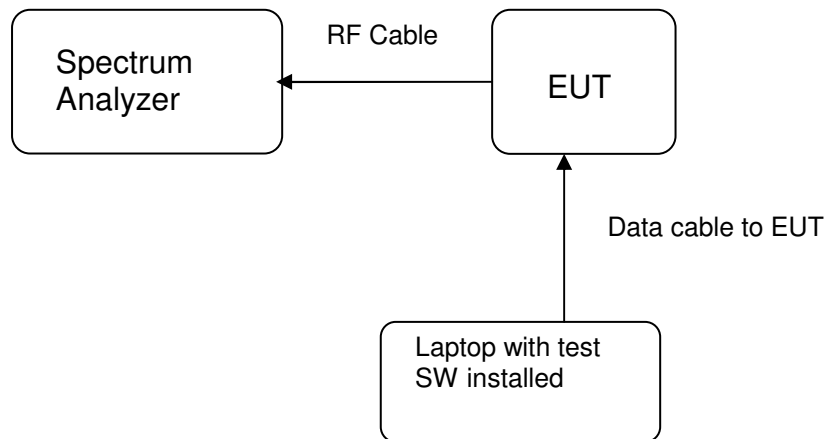 RF Cable
Spectrum
Analyzer
EUT
Data cable to EUT
Laptop with test
SW installed